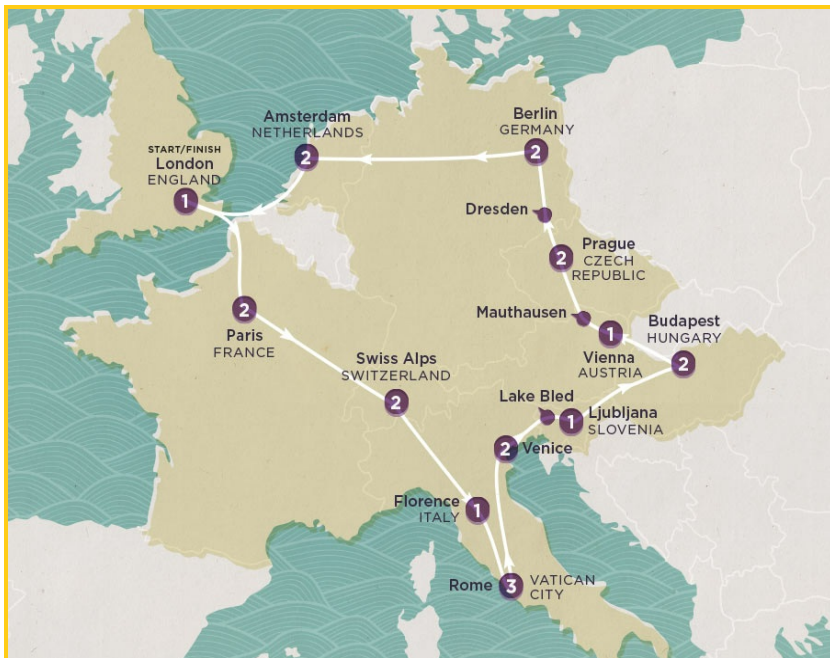 Amsterdam
NETHERLANDS
2
Berlin
GERMANY
2
START/FINISH
London
ENGLAND
1
Dresden
Prague
CZECH
REPUBLIC
2
Mauthausen
Budapest
HUNGARY
2
1
Vienna
AUSTRIA
2
Paris
FRANCE
Swiss Alps
SWITZERLAND
2
Lake Bled
1
Ljubljana
SLOVENIA
2
Venice
Florence
ITALY
1
Rome
3
VATICAN
CITY